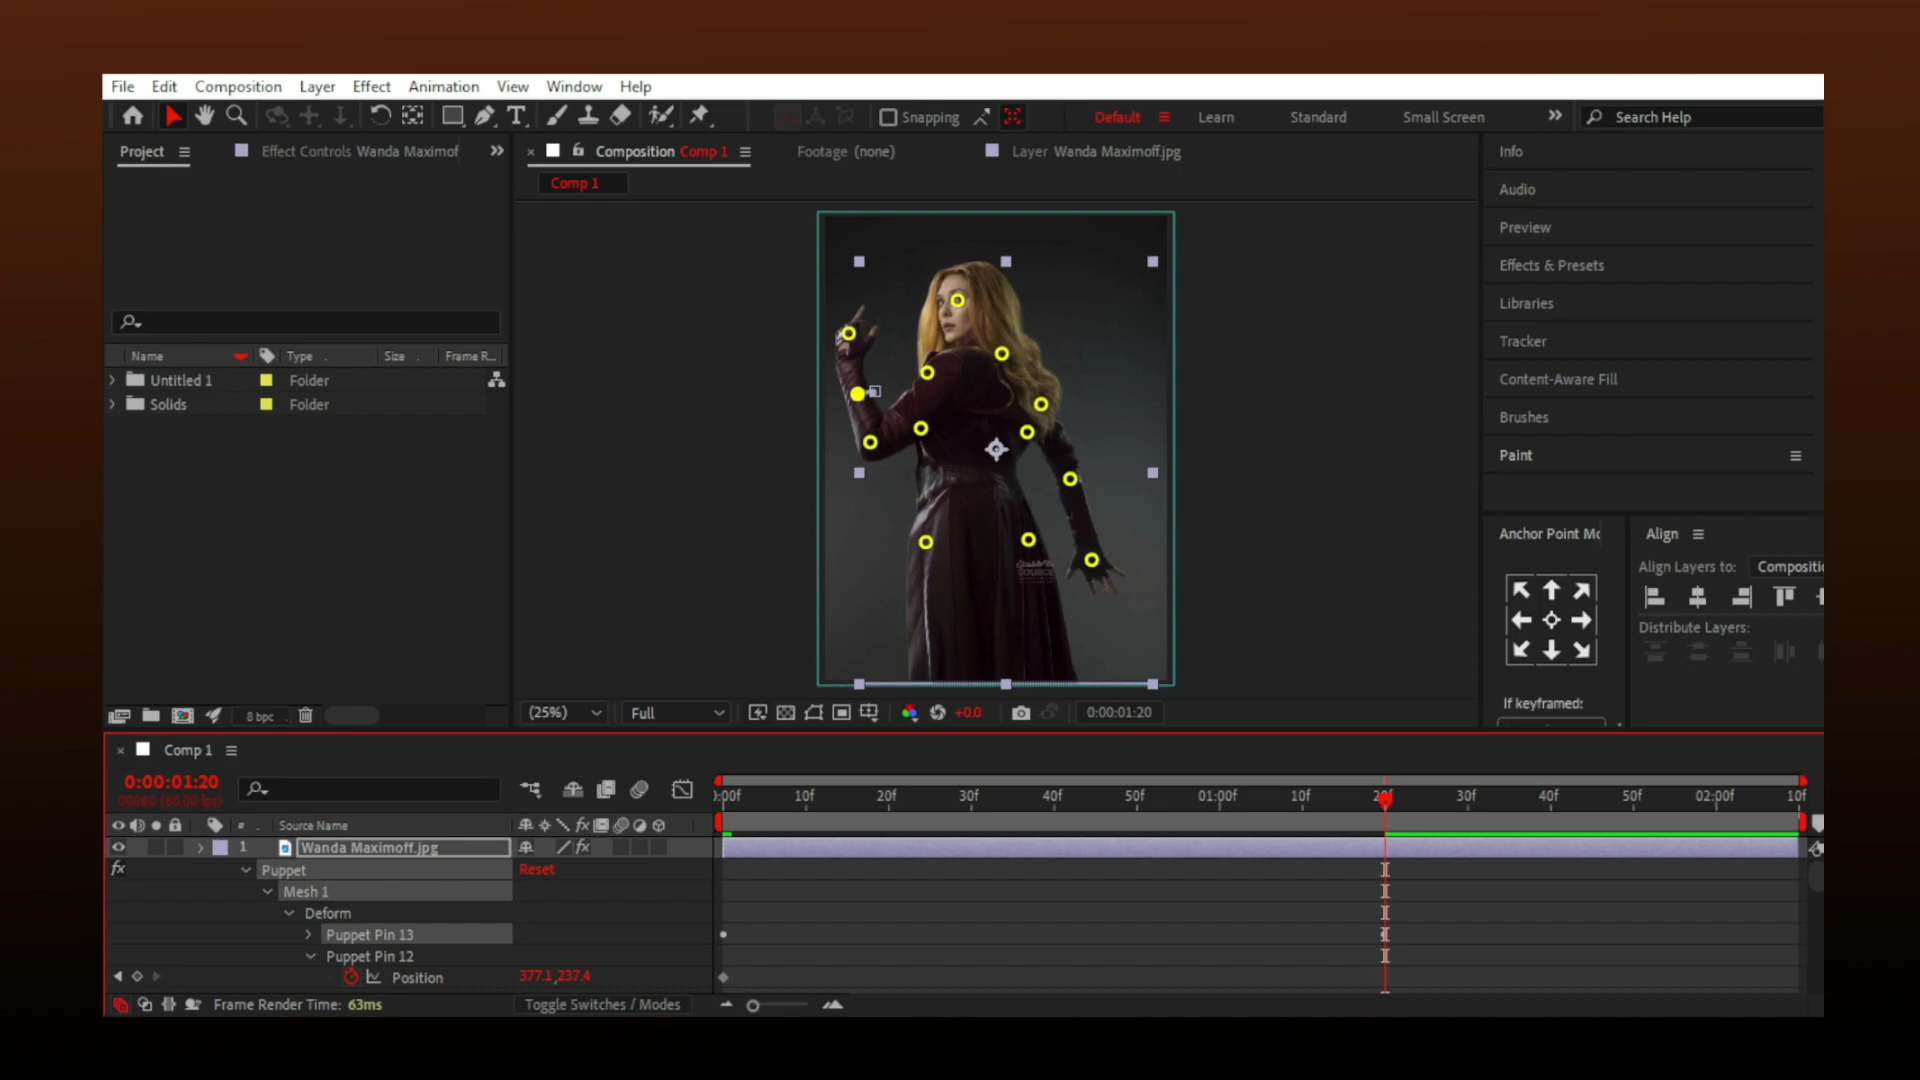 File Edit Composition Layer Effect Animation View Window Help
Snapping Default Learn Standard Small Screen Search Help
Project Effect Controls Wanda Maximof
Composition Comp 1 Footage (none) Layer Wanda Maximoff.jpg
Comp 1
Info
Audio
Preview
Effects & Presets
Libraries
Tracker
Content-Aware Fill
Brushes
Paint
Name Type Size Frame R...
Untitled 1 Folder
Solids Folder
SOURCE
Anchor Point Mo
Align
Align Layers to: Compositi
Distribute Layers:
If keyframed:
8 bpc
(25%) Full +0.0 0:00:01:20
Comp 1
0:00:01:20
00080 (60.00 fps)
):00f 10f 20f 30f 40f 50f 01:00f 10f 20f 30f 40f 50f 02:00f 10f
# Source Name fx
1 Wanda Maximoff.jpg fx
fx Puppet Reset
Mesh 1
Deform
Puppet Pin 13
Puppet Pin 12
Position 377.1,237.4
Frame Render Time: 63ms Toggle Switches / Modes